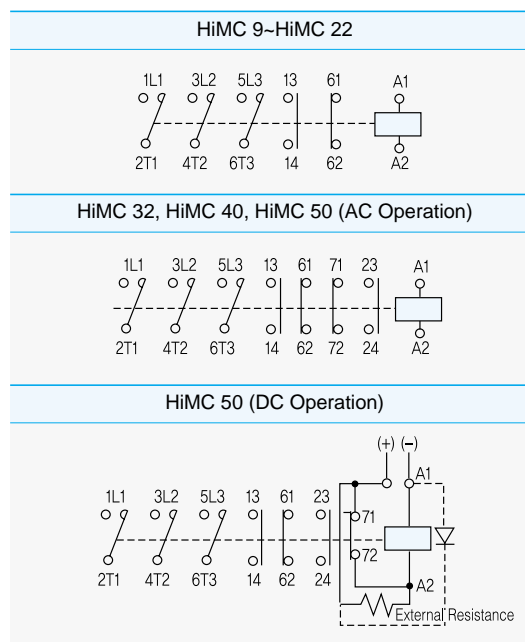 HiMC 9~HiMC 22
1L1 3L2 5L3 13 61 A1
2T1 4T2 6T3 14 62 A2
HiMC 32, HiMC 40, HiMC 50 (AC Operation)
1L1 3L2 5L3 13 61 71 23 A1
2T1 4T2 6T3 14 62 72 24 A2
HiMC 50 (DC Operation)
(+) (-)
A1
1L1 3L2 5L3 13 61 23
71
72
2T1 4T2 6T3 14 62 24 A2
External Resistance